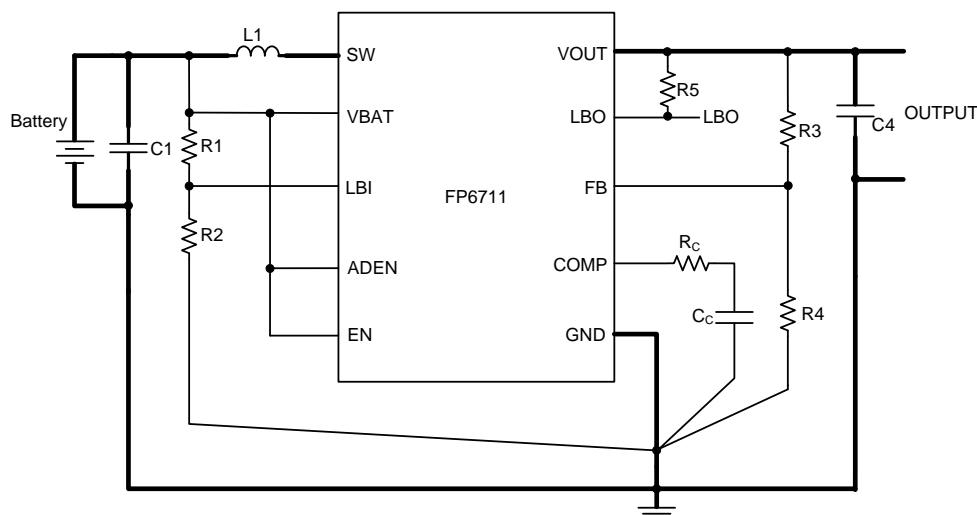 L1
SW
VOUT
R5
Battery
VBAT
LBO
LBO
OUTPUT
C1
R1
R3
C4
LBI
FP6711
FB
R2
ADEN
COMP
RC
CC
R4
EN
GND